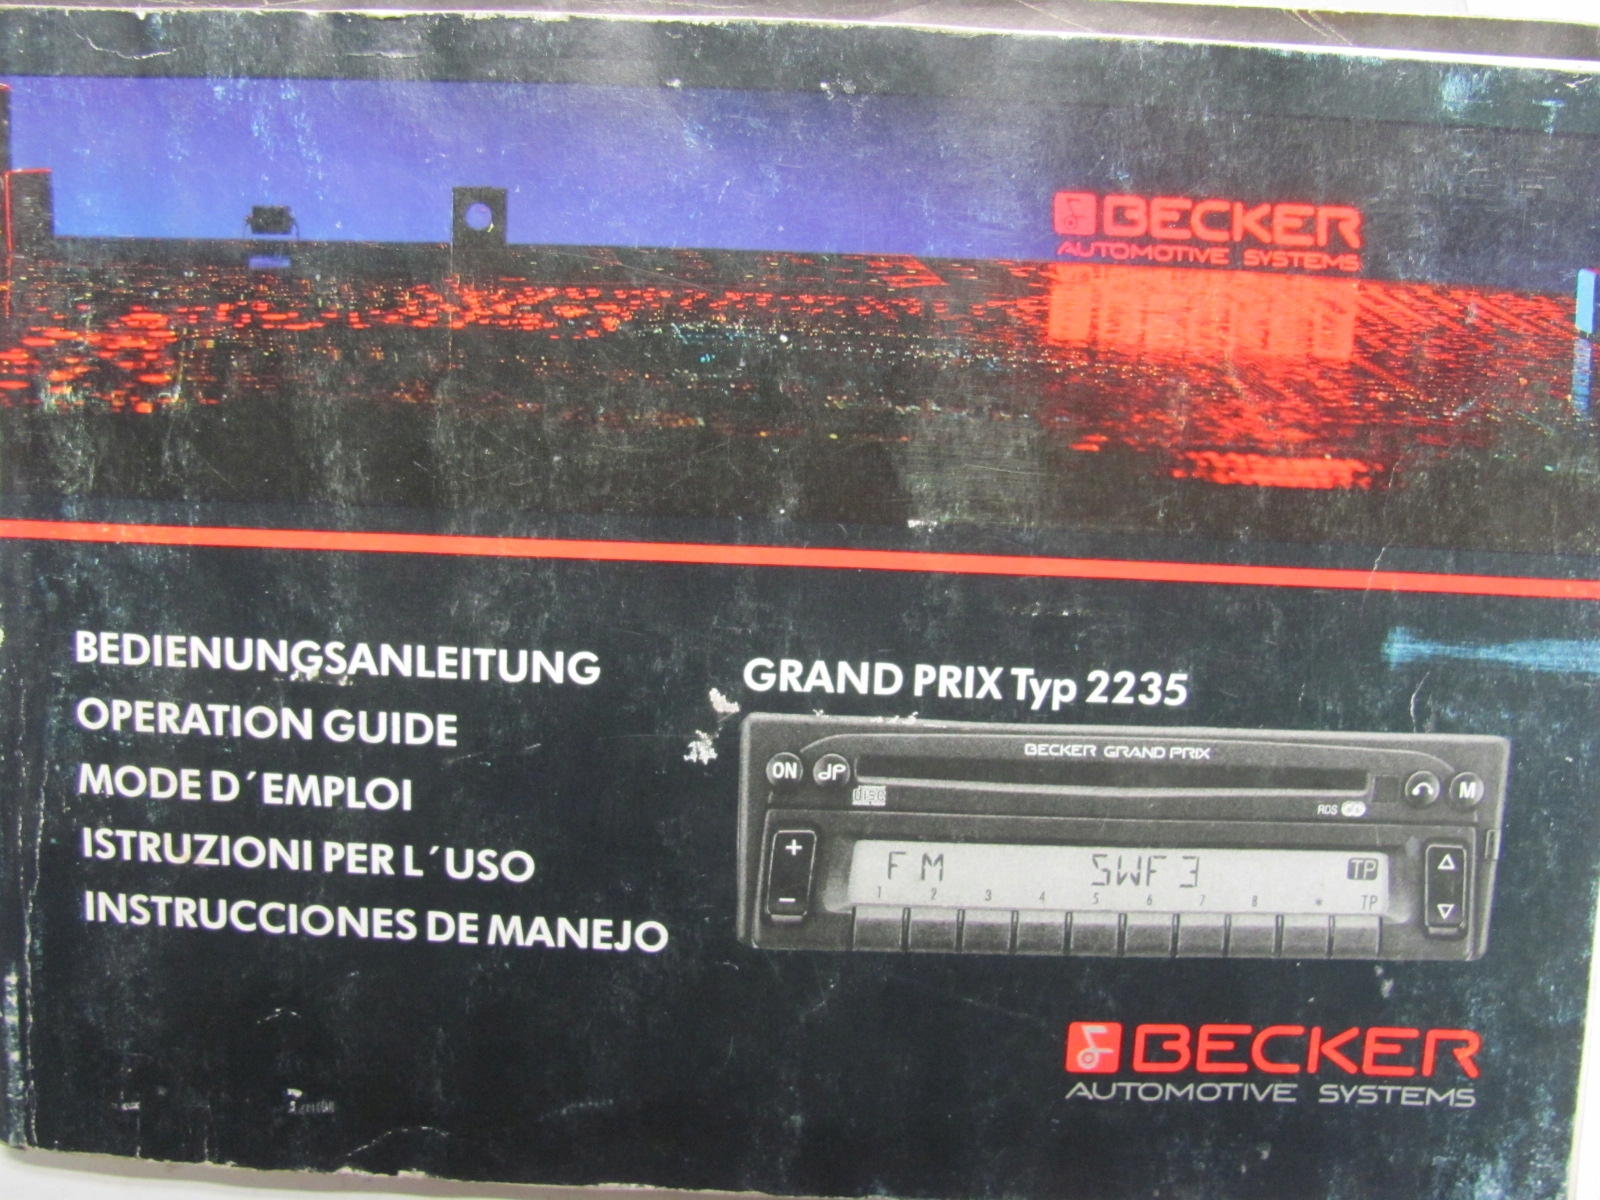 BECKER
AUTOMOTIVE SYSTEMS
BEDIENUNGSANLEITUNG
OPERATION GUIDE
MODE D´EMPLOI
ISTRUZIONI PER L´USO
INSTRUCCIONES DE MANEJO
GRAND PRIX Typ 2235
BECKER GRAND PRIX
ON
disc
RDS
M
+
−
FM SWF 3 TP
1 2 3 4 5 6 7 8 * TP
BECKER
AUTOMOTIVE SYSTEMS